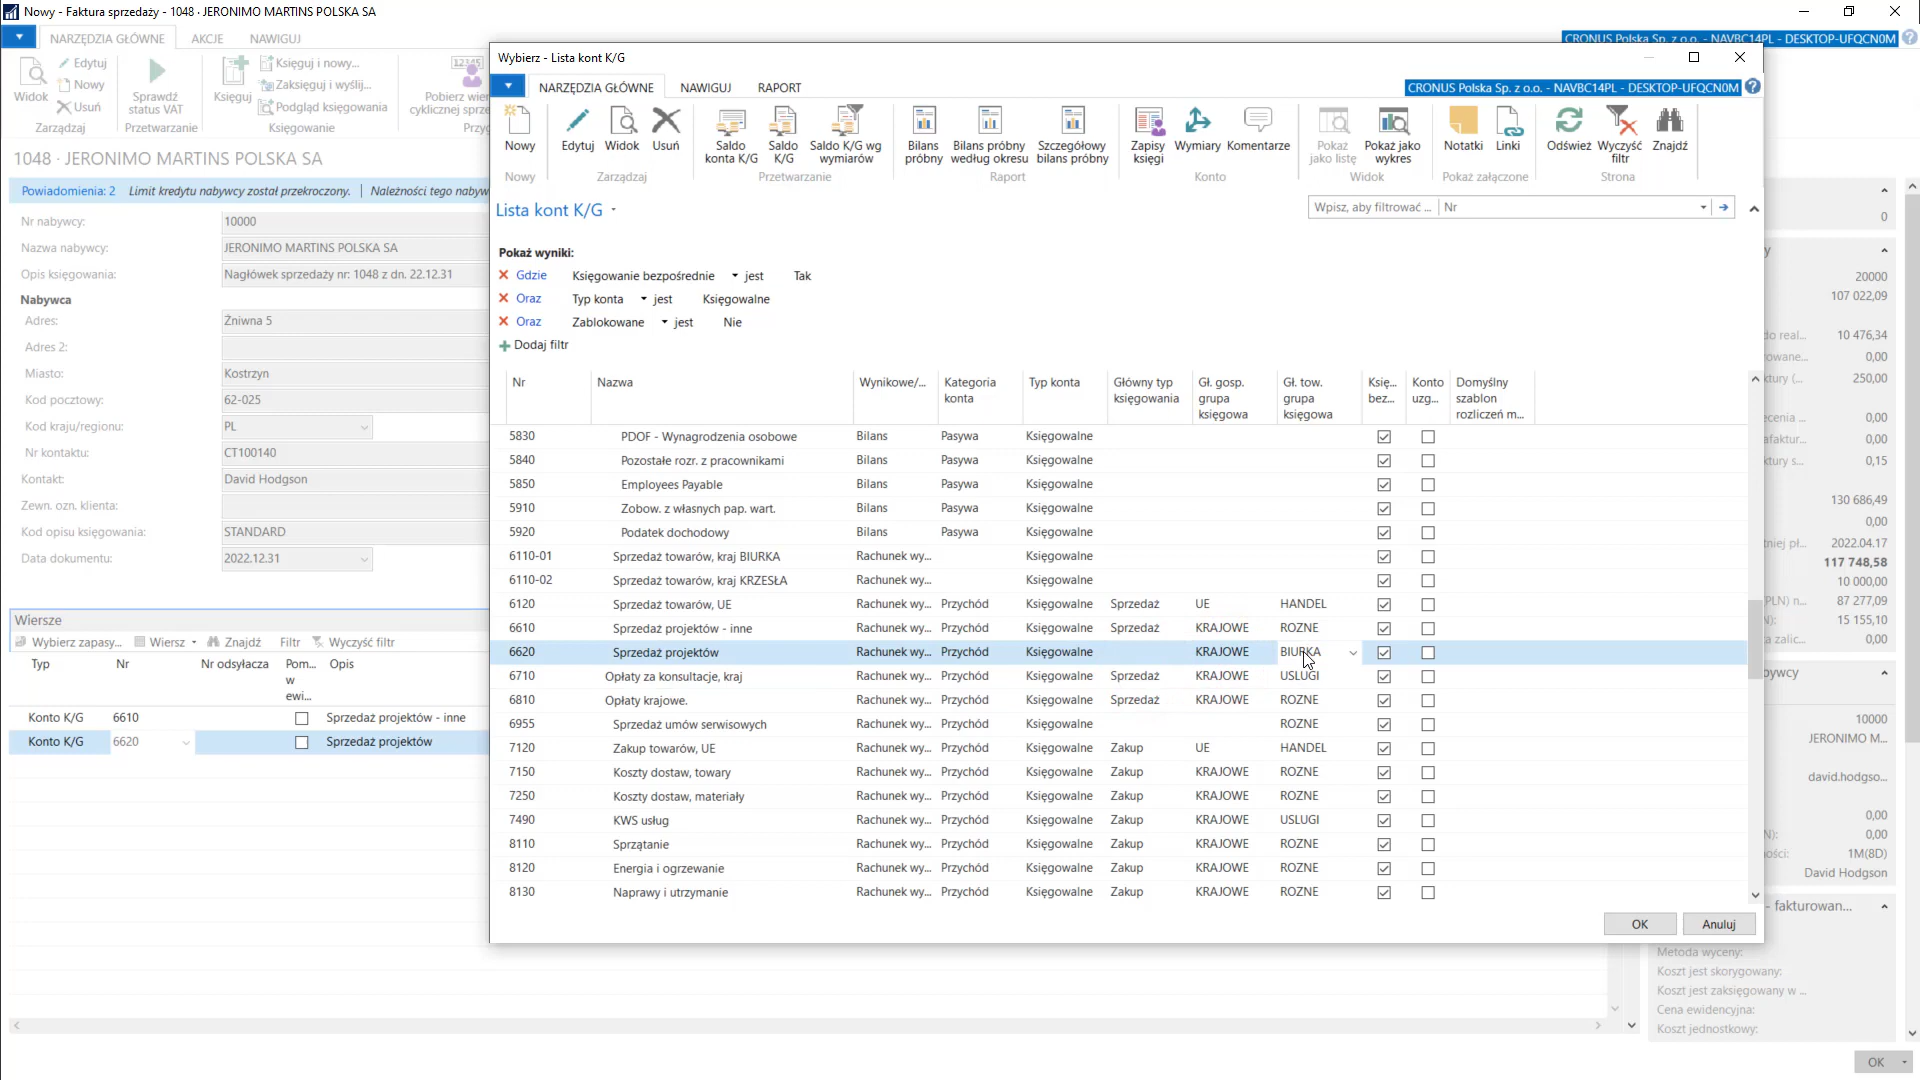 Nowy - Faktura sprzedaży - 1048 · JERONIMO MARTINS POLSKA SA
NARZĘDZIA GŁÓWNE AKCJE NAWIGUJ
CRONUS Polska Sp. z o.o. - NAVBC14PL - DESKTOP-UFQCN0M
Widok Edytuj Nowy Usuń
Sprawdź status VAT
Księguj Księguj i nowy... Zaksięguj i wyślij... Podgląd księgowania
Zarządzaj Przetwarzanie Księgowanie
1048 · JERONIMO MARTINS POLSKA SA
Powiadomienia: 2 Limit kredytu nabywcy został przekroczony. | Należności tego nabyw
Nr nabywcy: 10000
Nazwa nabywcy: JERONIMO MARTINS POLSKA SA
Opis księgowania: Nagłówek sprzedaży nr: 1048 z dn. 22.12.31
Nabywca
Adres: Żniwna 5
Adres 2:
Miasto: Kostrzyn
Kod pocztowy: 62-025
Kod kraju/regionu: PL
Nr kontaktu: CT100140
Kontakt: David Hodgson
Zewn. ozn. klienta:
Kod opisu księgowania: STANDARD
Data dokumentu: 2022.12.31
Wiersze
Wybierz zapasy... Wiersz Znajdź Filtr Wyczyść filtr
Typ Nr Nr odsyłacza Pom... w ewi... Opis
Konto K/G 6610 Sprzedaż projektów - inne
Konto K/G 6620 Sprzedaż projektów
Wybierz - Lista kont K/G
NARZĘDZIA GŁÓWNE NAWIGUJ RAPORT
CRONUS Polska Sp. z o.o. - NAVBC14PL - DESKTOP-UFQCN0M
Nowy Edytuj Widok Usuń Saldo konta K/G Saldo K/G Saldo K/G wg wymiarów Bilans próbny Bilans próbny według okresu Szczegółowy bilans próbny Zapisy księgi Wymiary Komentarze Pokaż jako listę Pokaż jako wykres Notatki Linki Odśwież Wyczyść filtr Znajdź
Nowy Zarządzaj Przetwarzanie Raport Konto Widok Pokaż załączone Strona
Lista kont K/G
Wpisz, aby filtrować ... Nr
Pokaż wyniki:
Gdzie Księgowanie bezpośrednie jest Tak
Oraz Typ konta jest Księgowalne
Oraz Zablokowane jest Nie
Dodaj filtr
Nr Nazwa Wynikowe/... Kategoria konta Typ konta Główny typ księgowania Gł. gosp. grupa księgowa Gł. tow. grupa księgowa Księ... bez... Konto uzg... Domyślny szablon rozliczeń m...
5830 PDOF - Wynagrodzenia osobowe Bilans Pasywa Księgowalne
5840 Pozostałe rozr. z pracownikami Bilans Pasywa Księgowalne
5850 Employees Payable Bilans Pasywa Księgowalne
5910 Zobow. z własnych pap. wart. Bilans Pasywa Księgowalne
5920 Podatek dochodowy Bilans Pasywa Księgowalne
6110-01 Sprzedaż towarów, kraj BIURKA Rachunek wy... Księgowalne
6110-02 Sprzedaż towarów, kraj KRZESŁA Rachunek wy... Księgowalne
6120 Sprzedaż towarów, UE Rachunek wy... Przychód Księgowalne Sprzedaż UE HANDEL
6610 Sprzedaż projektów - inne Rachunek wy... Przychód Księgowalne Sprzedaż KRAJOWE ROZNE
6620 Sprzedaż projektów Rachunek wy... Przychód Księgowalne KRAJOWE BIURKA
6710 Opłaty za konsultacje, kraj Rachunek wy... Przychód Księgowalne Sprzedaż KRAJOWE USLUGI
6810 Opłaty krajowe. Rachunek wy... Przychód Księgowalne Sprzedaż KRAJOWE ROZNE
6955 Sprzedaż umów serwisowych Rachunek wy... Przychód Księgowalne ROZNE
7120 Zakup towarów, UE Rachunek wy... Przychód Księgowalne Zakup UE HANDEL
7150 Koszty dostaw, towary Rachunek wy... Przychód Księgowalne Zakup KRAJOWE ROZNE
7250 Koszty dostaw, materiały Rachunek wy... Przychód Księgowalne Zakup KRAJOWE ROZNE
7490 KWS usług Rachunek wy... Przychód Księgowalne Zakup KRAJOWE USLUGI
8110 Sprzątanie Rachunek wy... Przychód Księgowalne Zakup KRAJOWE ROZNE
8120 Energia i ogrzewanie Rachunek wy... Przychód Księgowalne Zakup KRAJOWE ROZNE
8130 Naprawy i utrzymanie Rachunek wy... Przychód Księgowalne Zakup KRAJOWE ROZNE
OK Anuluj
0
20000
107 022,09
10 476,34
0,00
250,00
0,00
0,00
0,15
130 686,49
0,00
2022.04.17
117 748,58
10 000,00
87 277,09
15 155,10
0,00
10000
JERONIMO M...
david.hodgso...
0,00
0,00
1M(8D)
David Hodgson
- fakturowan...
Metoda wyceny:
Koszt jest skorygowany:
Koszt jest zaksięgowany w ...
Cena ewidencyjna:
Koszt jednostkowy:
OK